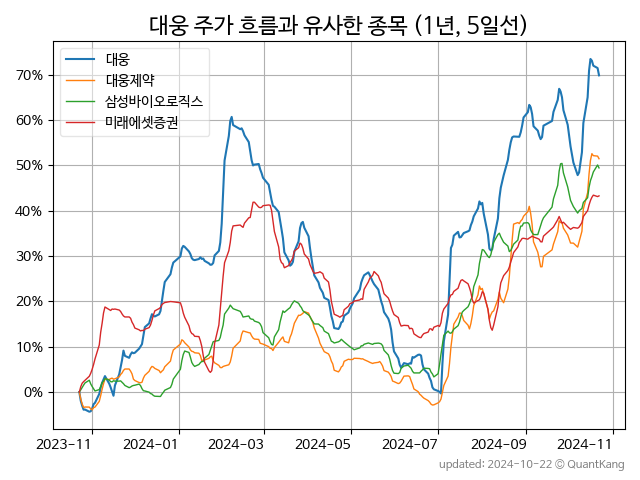 대웅 주가 흐름과 유사한 종목 (1년, 5일선)
대웅
대웅제약
삼성바이오로직스
미래에셋증권
70%
60%
50%
40%
30%
20%
10%
0%
2023-11 2024-01 2024-03 2024-05 2024-07 2024-09 2024-11
updated: 2024-10-22 © QuantKang